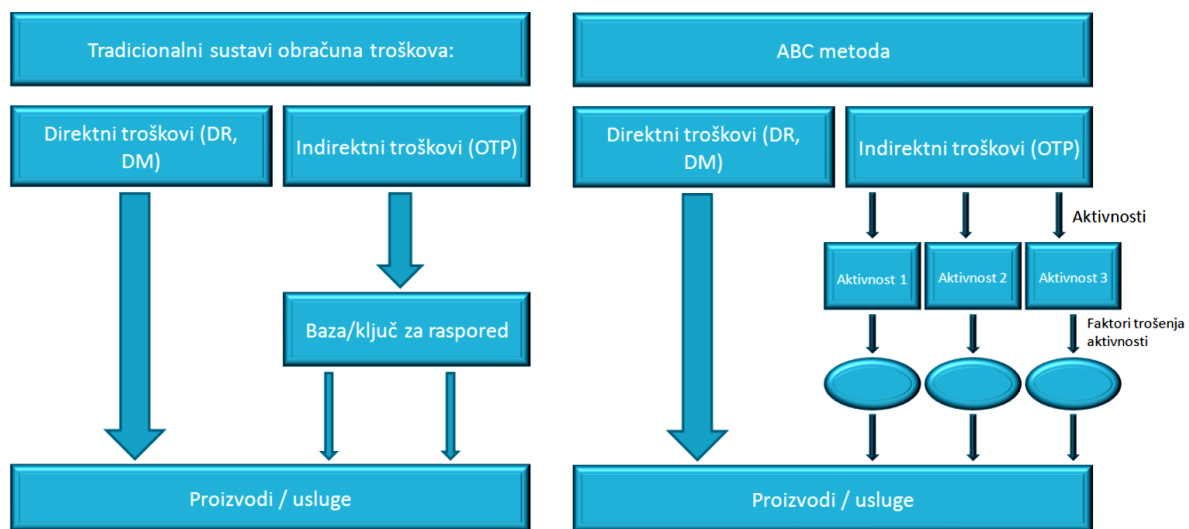 Tradicionalni sustavi obračuna troškova:
Direktni troškovi (DR,
DM)
Indirektni troškovi (OTP)
Baza/ključ za raspored
Proizvodi / usluge
ABC metoda
Direktni troškovi (DR,
DM)
Indirektni troškovi (OTP)
Aktivnosti
Aktivnost 1
Aktivnost 2
Aktivnost 3
Faktori trošenja
aktivnosti
Proizvodi / usluge